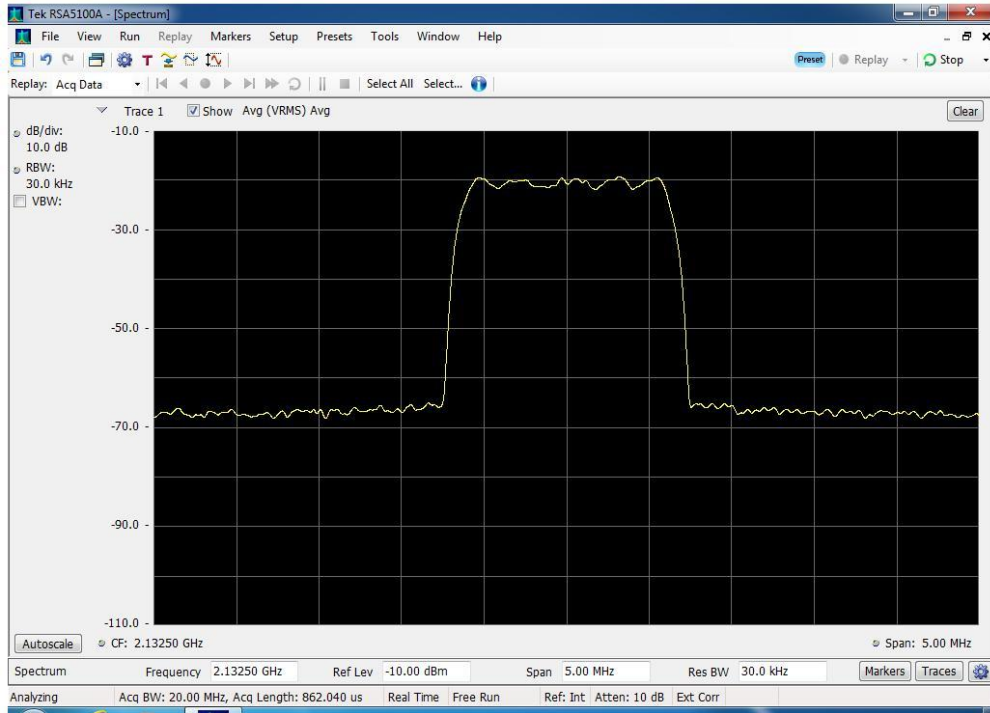 Tek RSA5100A - [Spectrum]
File View Run Replay Markers Setup Presets Tools Window Help
T Preset Replay Stop
Replay: Acq Data Select All Select...
Trace 1 Show Avg (VRMS) Avg Clear
dB/div:
10.0 dB
RBW:
30.0 kHz
VBW:
-10.0
-30.0
-50.0
-70.0
-90.0
-110.0
Autoscale CF: 2.13250 GHz Span: 5.00 MHz
Spectrum Frequency 2.13250 GHz Ref Lev -10.00 dBm Span 5.00 MHz Res BW 30.0 kHz Markers Traces
Analyzing Acq BW: 20.00 MHz, Acq Length: 862.040 us Real Time Free Run Ref: Int Atten: 10 dB Ext Corr